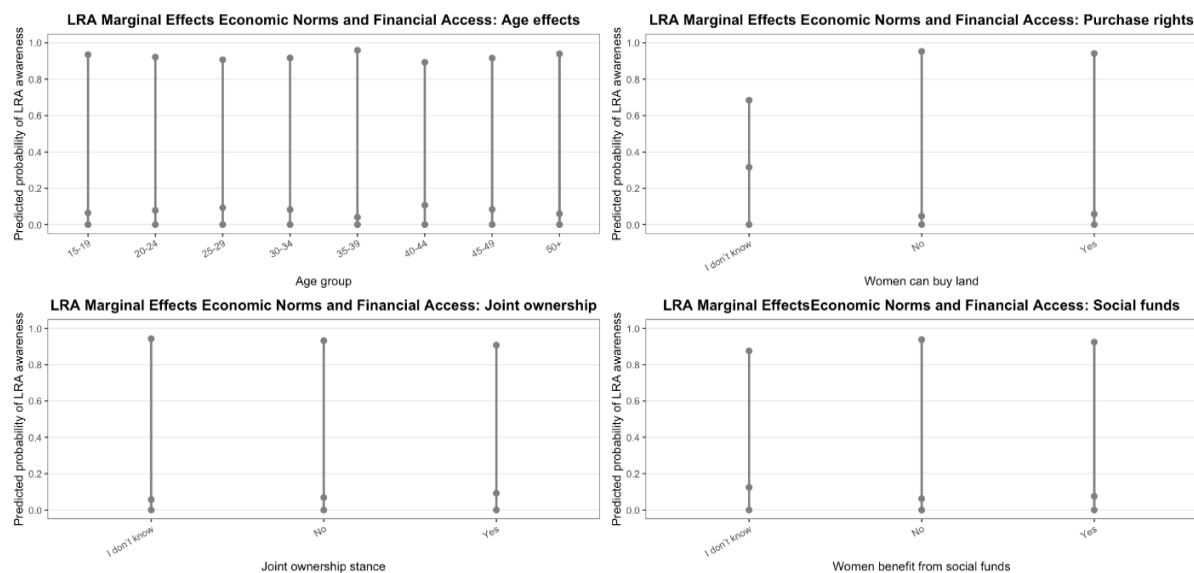 LRA Marginal Effects Economic Norms and Financial Access: Age effects
Predicted probability of LRA awareness
1.0
0.8
0.6
0.4
0.2
0.0
15-19
20-24
25-29
30-34
35-39
40-44
45-49
50+
Age group
LRA Marginal Effects Economic Norms and Financial Access: Purchase rights
Predicted probability of LRA awareness
1.0
0.8
0.6
0.4
0.2
0.0
I don't know
No
Yes
Women can buy land
LRA Marginal Effects Economic Norms and Financial Access: Joint ownership
Predicted probability of LRA awareness
1.0
0.8
0.6
0.4
0.2
0.0
I don't know
No
Yes
Joint ownership stance
LRA Marginal EffectsEconomic Norms and Financial Access: Social funds
Predicted probability of LRA awareness
1.0
0.8
0.6
0.4
0.2
0.0
I don't know
No
Yes
Women benefit from social funds